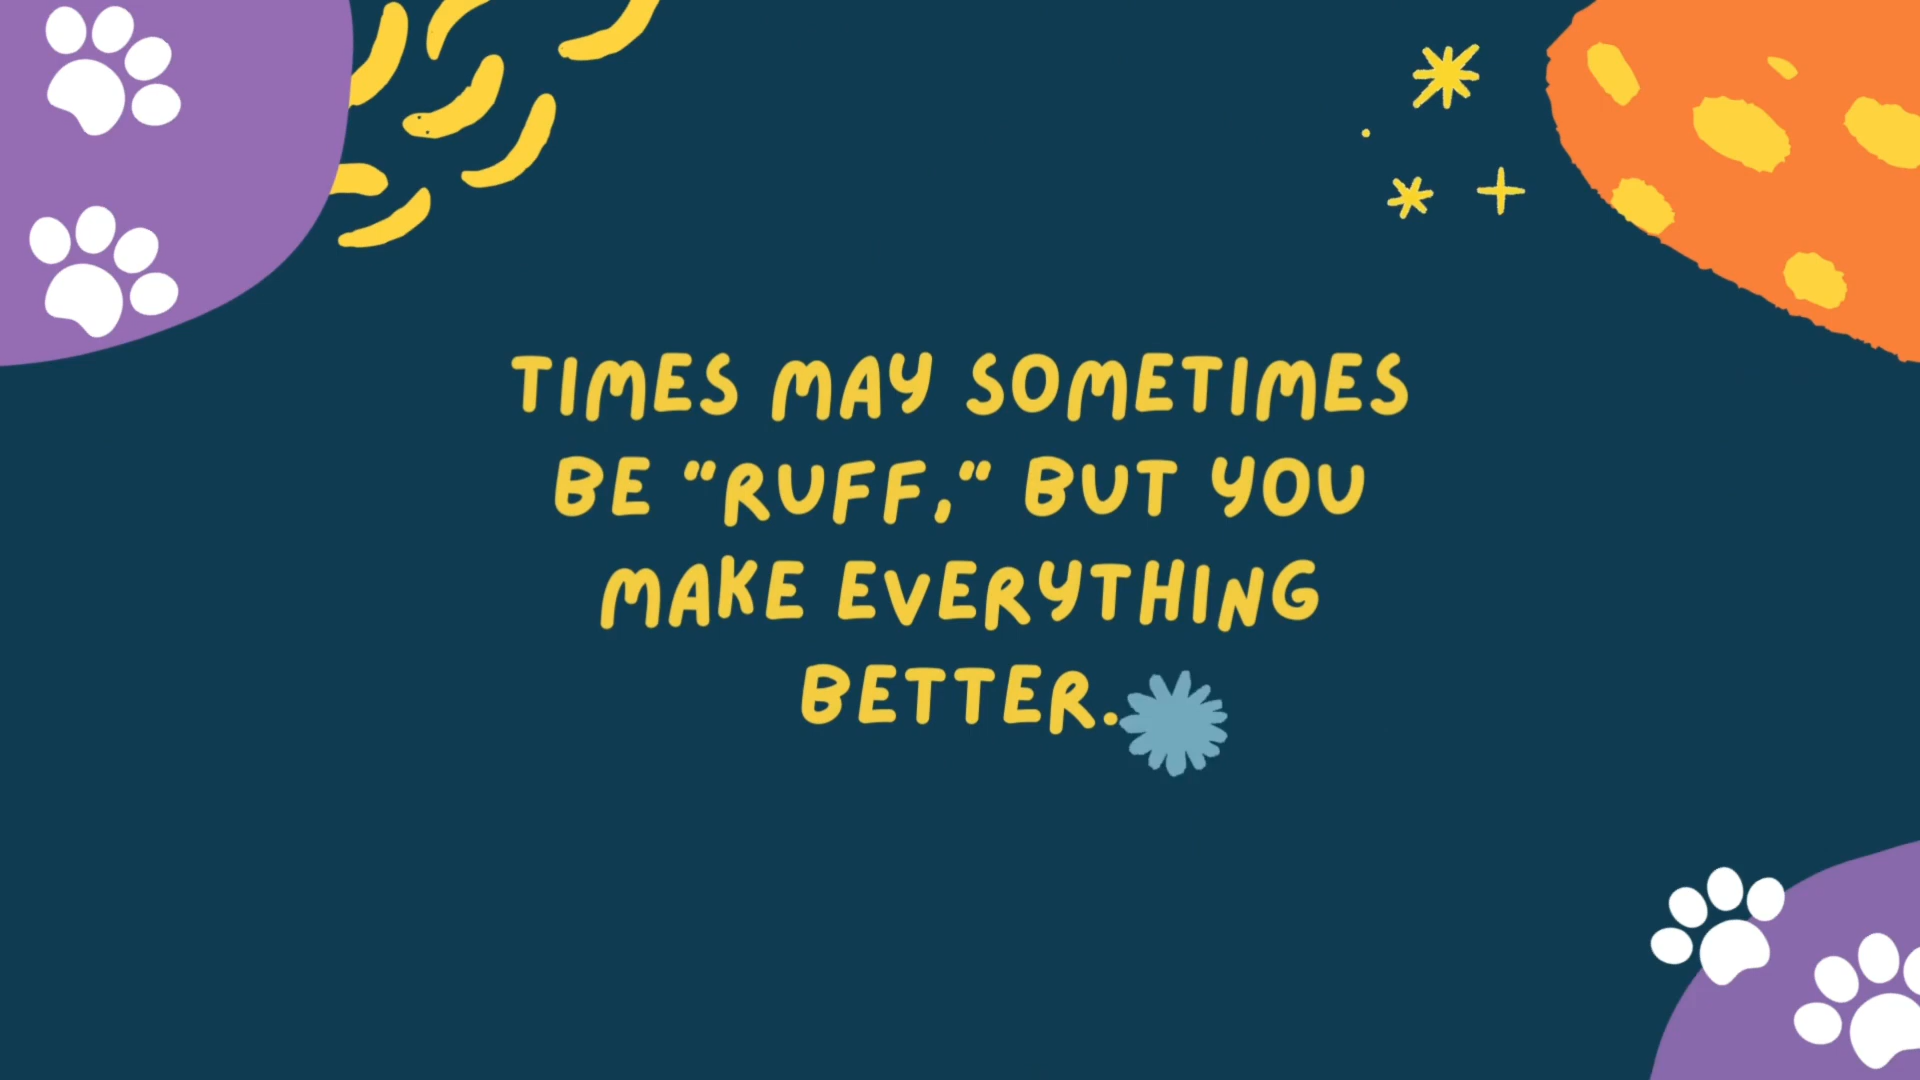 TIMES MAY SOMETIMES
BE “RUFF,“ BUT YOU
MAKE EVERYTHING
BETTER.